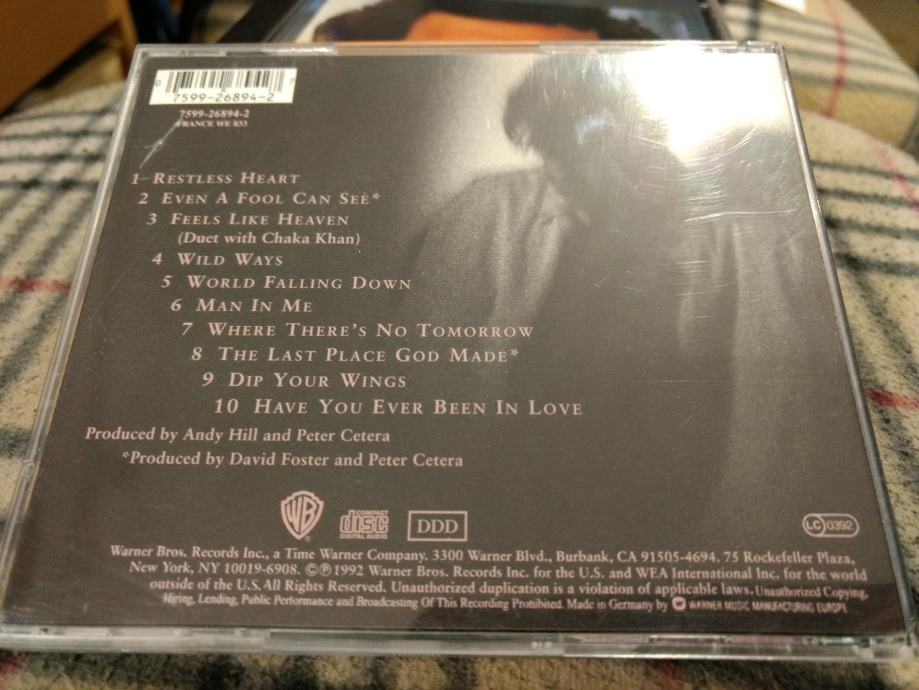 0 7599-26894-2 7
7599-26894-2
FRANCE WE 833
1 RESTLESS HEART
2 EVEN A FOOL CAN SEE*
3 FEELS LIKE HEAVEN
(Duet with Chaka Khan)
4 WILD WAYS
5 WORLD FALLING DOWN
6 MAN IN ME
7 WHERE THERE'S NO TOMORROW
8 THE LAST PLACE GOD MADE*
9 DIP YOUR WINGS
10 HAVE YOU EVER BEEN IN LOVE
Produced by Andy Hill and Peter Cetera
*Produced by David Foster and Peter Cetera
WB COMPACT disc DIGITAL AUDIO DDD LC 0392
Warner Bros. Records Inc., a Time Warner Company. 3300 Warner Blvd., Burbank, CA 91505-4694. 75 Rockefeller Plaza,
New York, NY 10019-6908. ©℗1992 Warner Bros. Records Inc. for the U.S. and WEA International Inc. for the world
outside of the U.S. All Rights Reserved. Unauthorized duplication is a violation of applicable laws. Unauthorized Copying,
Hiring, Lending, Public Performance and Broadcasting Of This Recording Prohibited. Made in Germany by WARNER MUSIC MANUFACTURING EUROPE